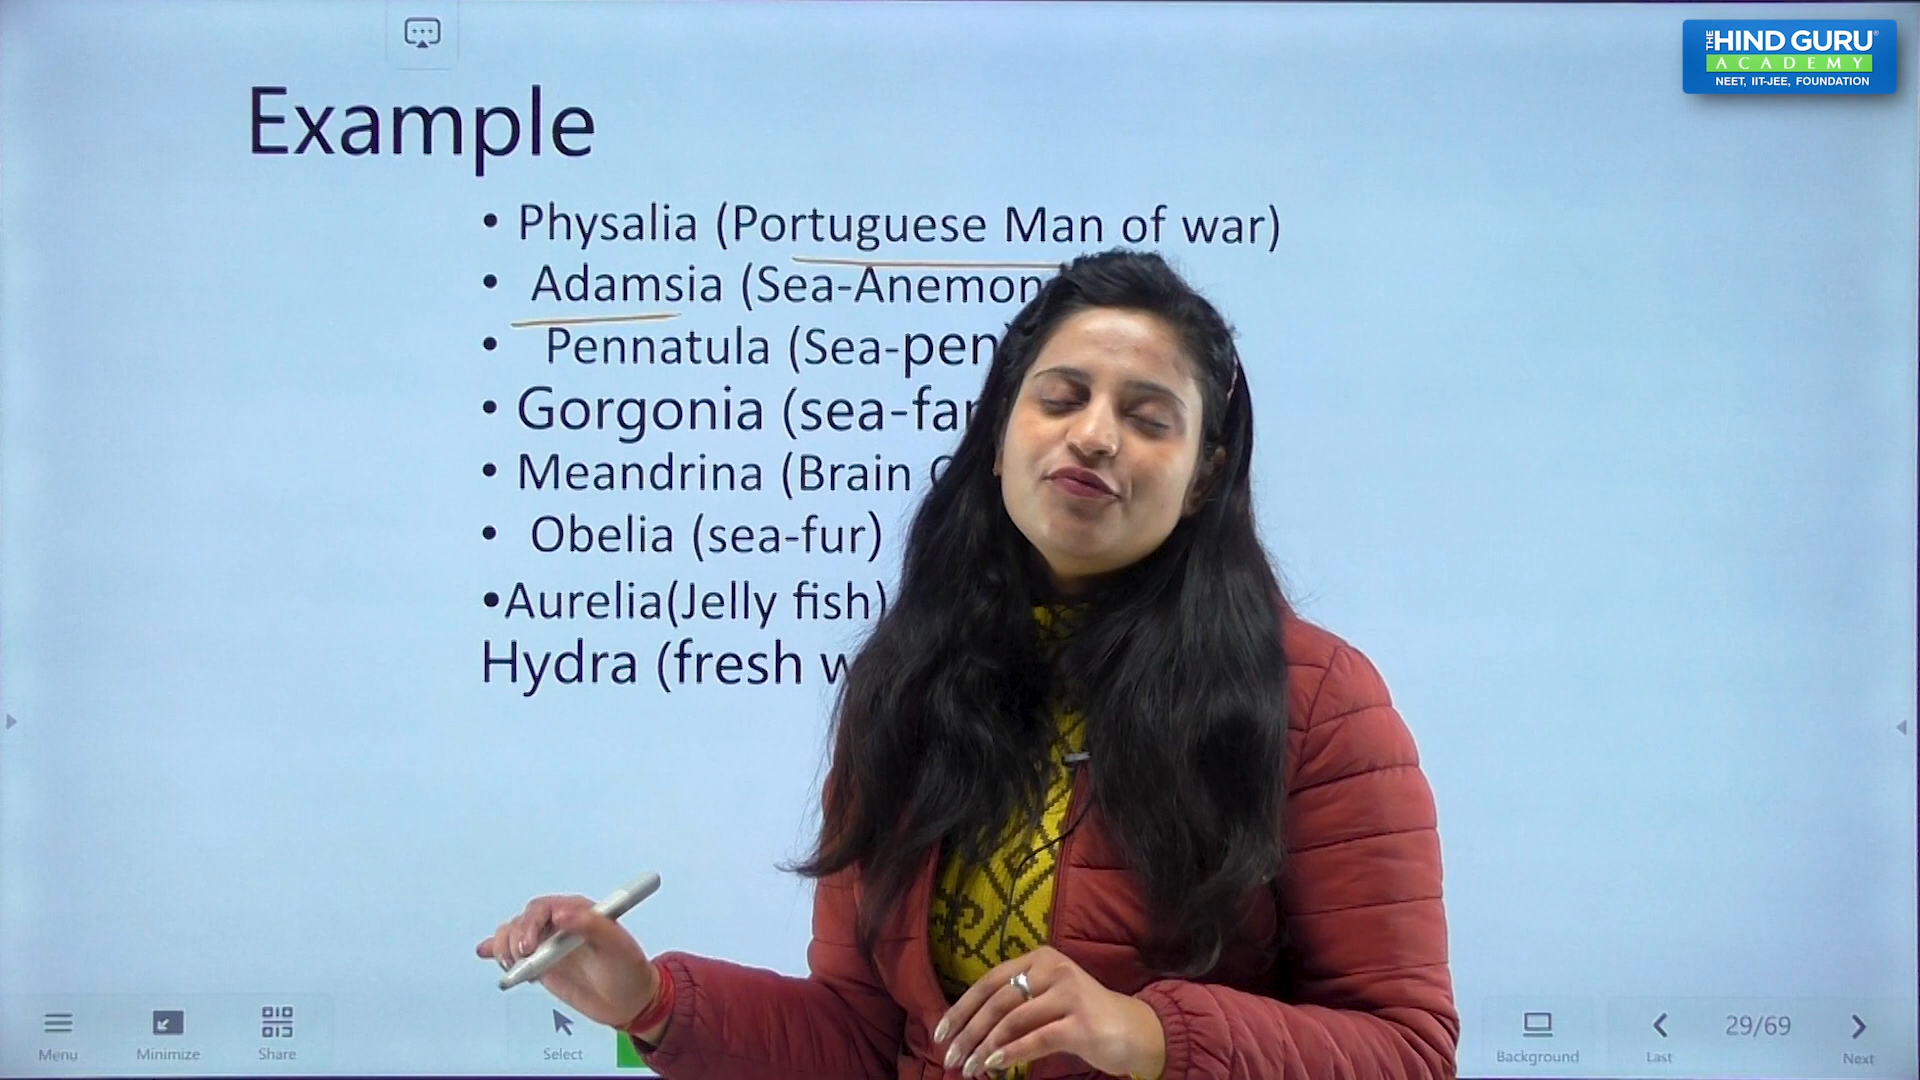 THE HIND GURU
ACADEMY
NEET, IIT-JEE, FOUNDATION
Example
• Physalia (Portuguese Man of war)
• Adamsia (Sea-Anemon
• Pennatula (Sea-pen
• Gorgonia (sea-fan
• Meandrina (Brain
• Obelia (sea-fur)
•Aurelia(Jelly fish)
Hydra (fresh w
Menu
Minimize
Share
Select
Background
Last
29/69
Next